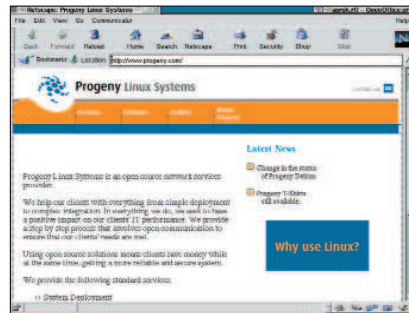 Netscape: Progeny Linux Systems
File Edit View Go Communicator
Help
Back Forward Reload Home Search Netscape Print Security Shop Stop
Bookmarks Location: http://www.progeny.com/
Progeny Linux Systems
Latest News
Change in the status
of Progeny Debian
Progeny T-Shirts
still available.
Progeny Linux Systems is an open source network services
provider.
We help our clients with everything from simple deployment
to complex integration. In everything we do, we seek to have
a positive impact on our clients' IT performance. We provide
a step by step process that involves open communication to
ensure that our clients' needs are met.
Why use Linux?
Using open source solutions means clients save money while
at the same time, getting a more reliable and secure system.
We provide the following standard services:
System Deployment